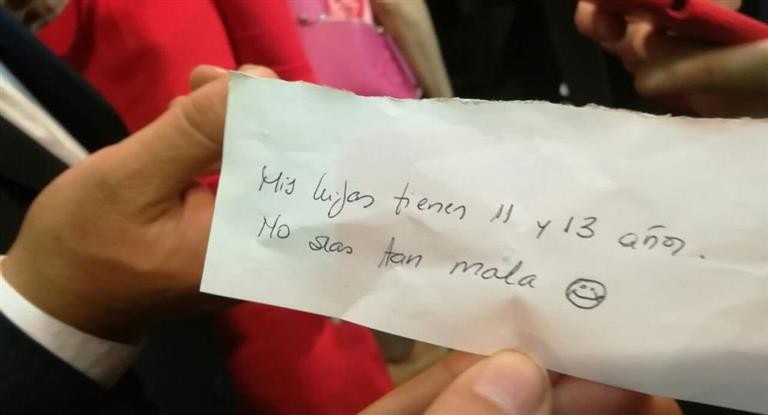 Mis hijas tienen 11 y 13 años.
No seas tan mala